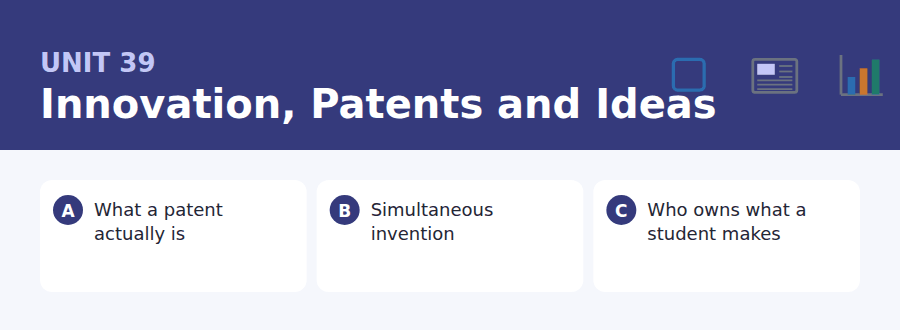 UNIT 39
Innovation, Patents and Ideas
A
What a patent
actually is
B
Simultaneous
invention
C
Who owns what a
student makes